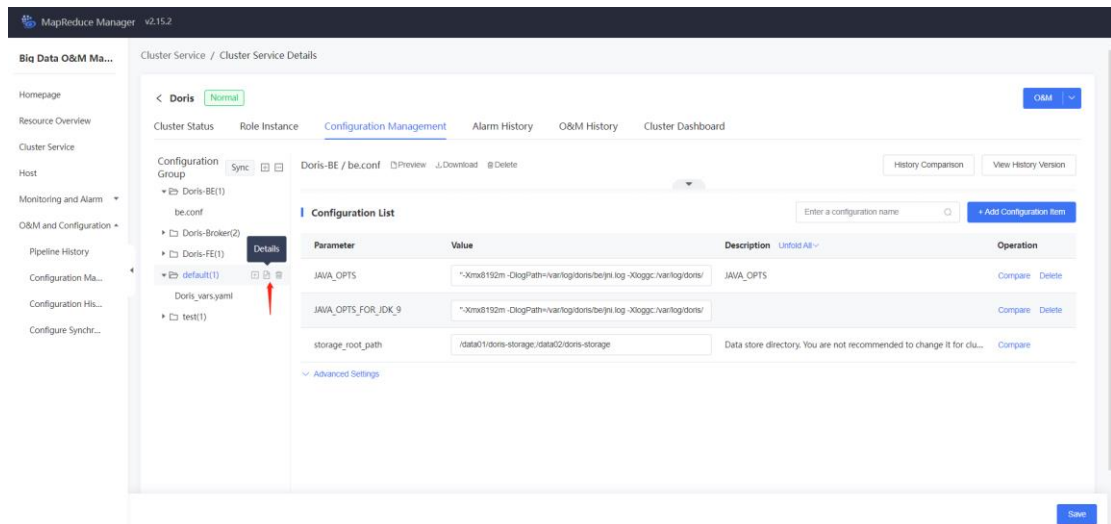 MapReduce Manager v2.15.2
Big Data O&M Ma...
Homepage
Resource Overview
Cluster Service
Host
Monitoring and Alarm
O&M and Configuration
Pipeline History
Configuration Ma...
Configuration His...
Configure Synchr...
Cluster Service / Cluster Service Details
< Doris Normal
O&M
Cluster Status Role Instance Configuration Management Alarm History O&M History Cluster Dashboard
Configuration Group
Sync
Doris-BE(1)
be.conf
Doris-Broker(2)
Doris-FE(1)
Details
default(1)
Doris_vars.yaml
test(1)
Doris-BE / be.conf Preview Download Delete
History Comparison View History Version
Configuration List
Enter a configuration name
+ Add Configuration Item
Parameter Value Description Unfold All Operation
JAVA_OPTS "-Xmx8192m -DlogPath=/var/log/doris/be/jni.log -Xloggc:/var/log/doris/ JAVA_OPTS Compare Delete
JAVA_OPTS_FOR_JDK_9 "-Xmx8192m -DlogPath=/var/log/doris/be/jni.log -Xloggc:/var/log/doris/ Compare Delete
storage_root_path /data01/doris-storage;/data02/doris-storage Data store directory. You are not recommended to change it for clu... Compare
Advanced Settings
Save